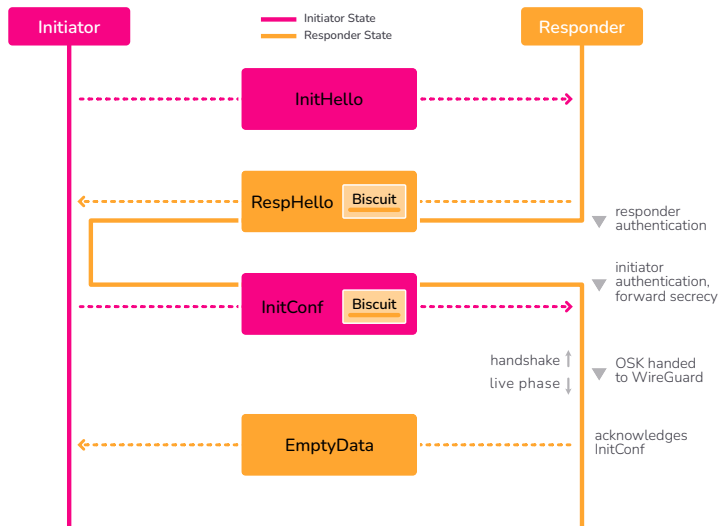 Initiator
Initiator State
Responder State
Responder
InitHello
RespHello
Biscuit
responder
authentication
initiator
authentication,
forward secrecy
InitConf
Biscuit
handshake
live phase
OSK handed
to WireGuard
EmptyData
acknowledges
InitConf